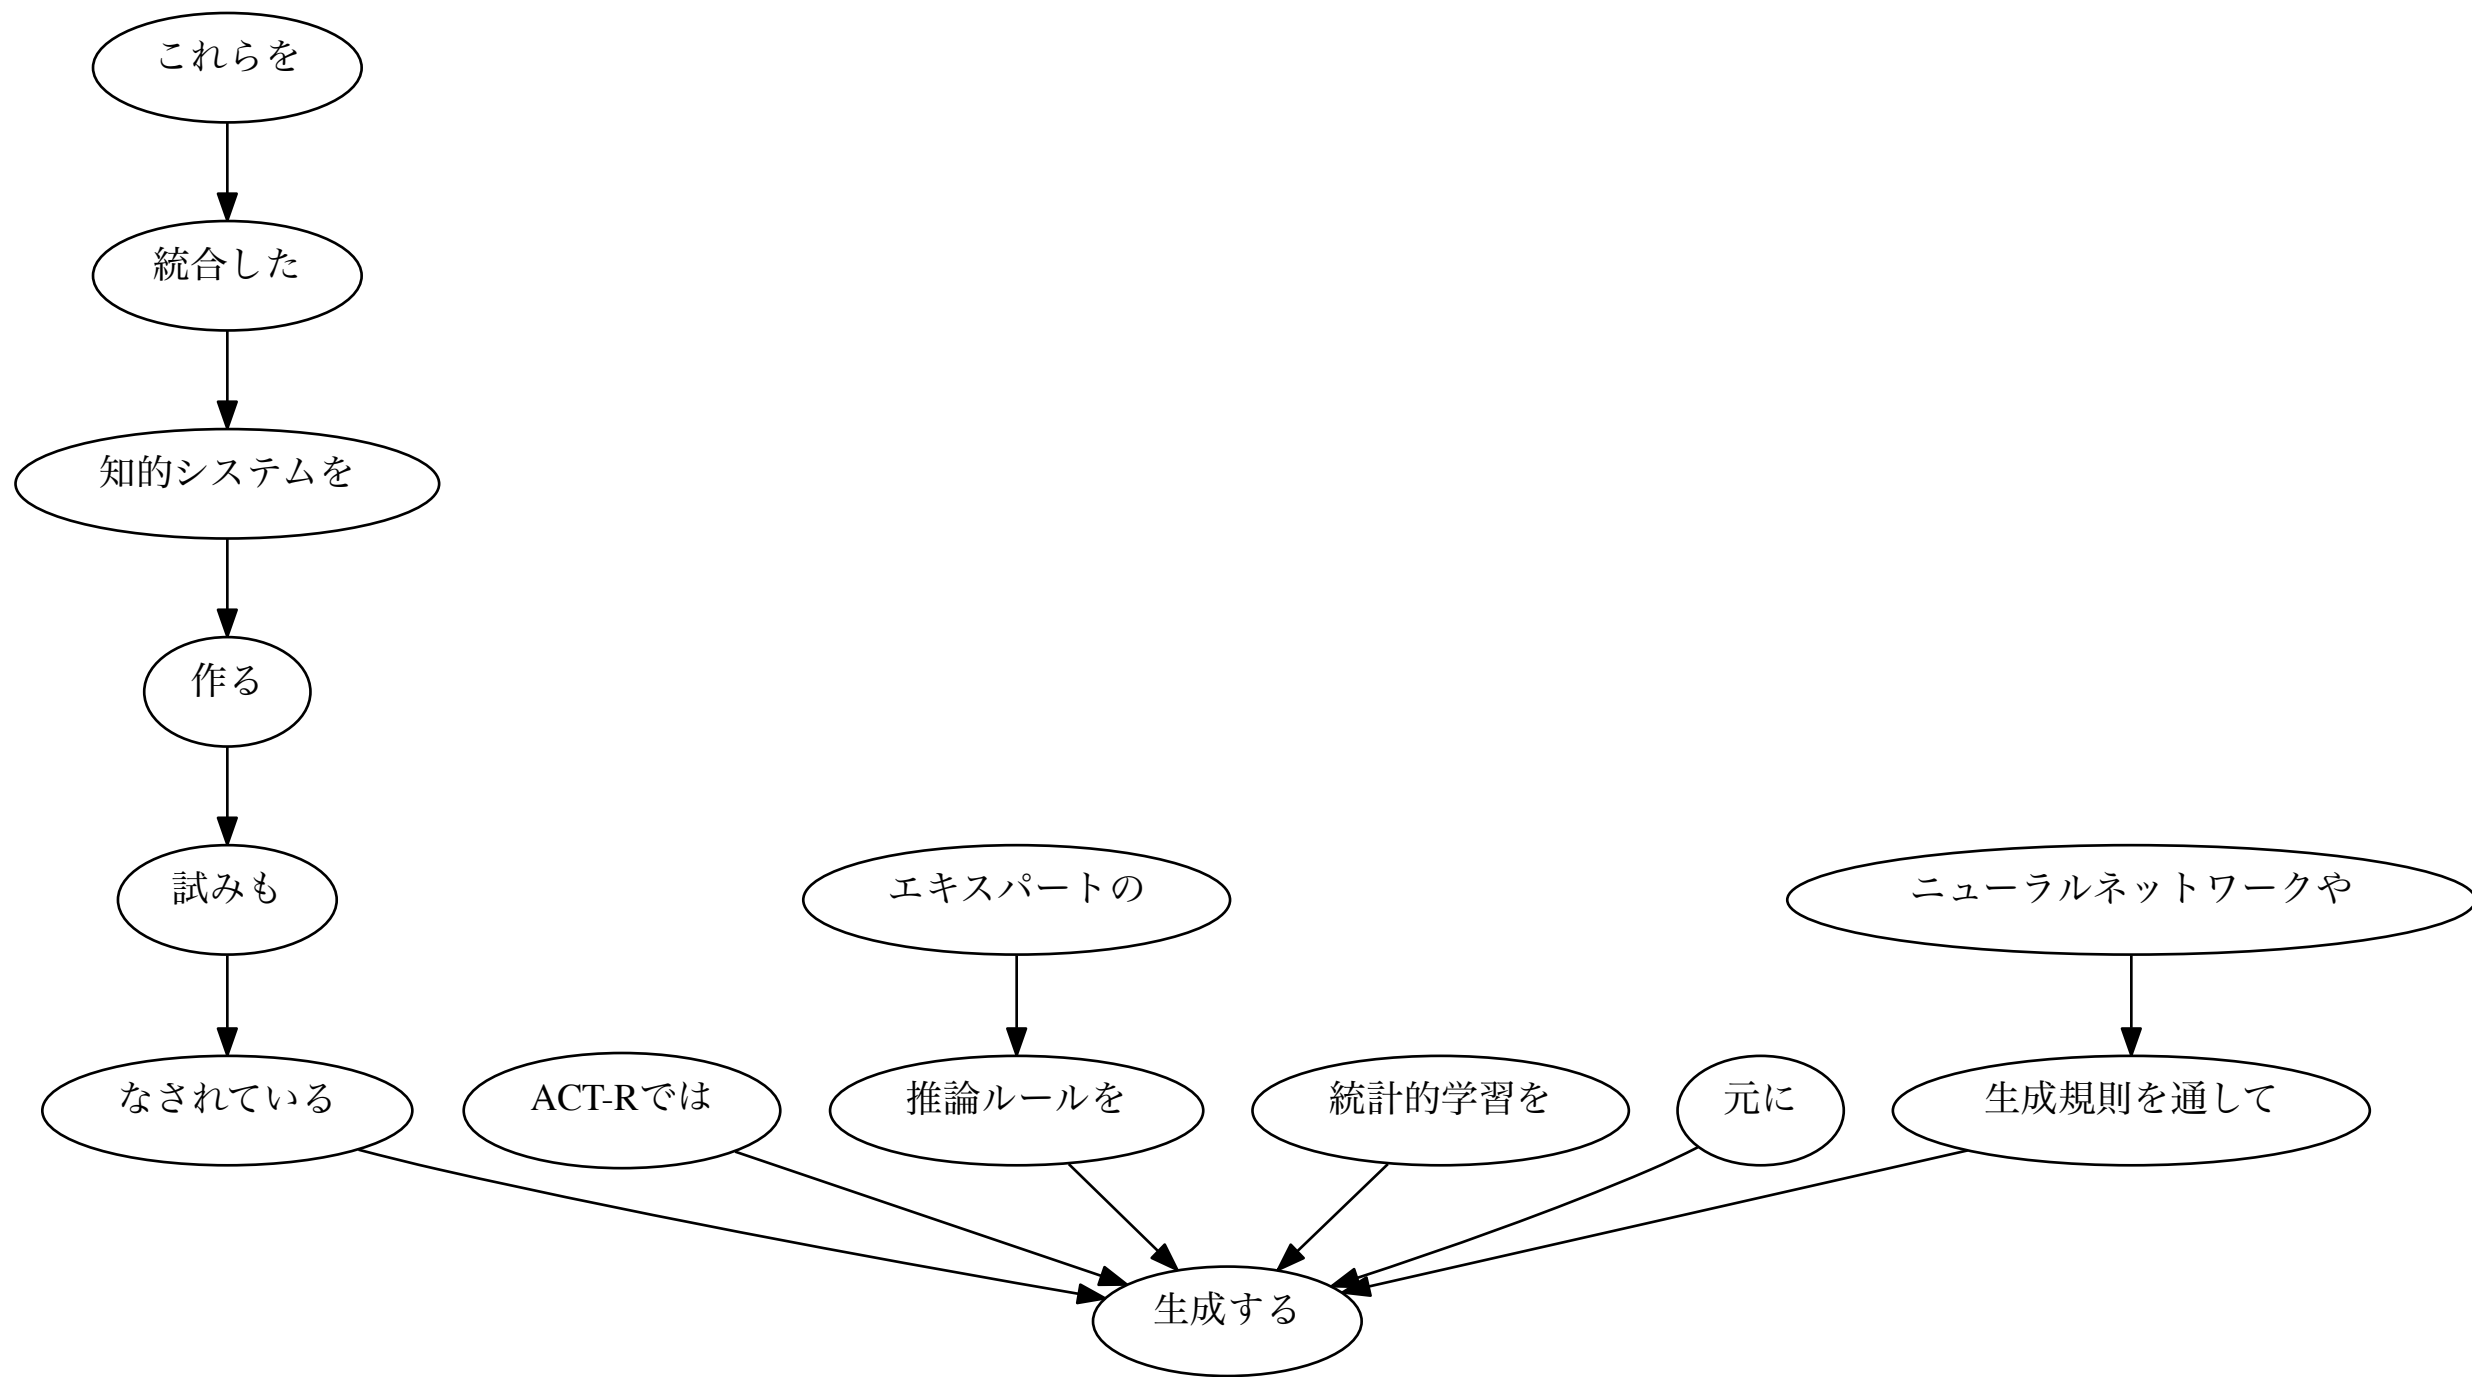 これらを
統合した
知的システムを
作る
試みも
エキスパートの
ニューラルネットワークや
なされている
ACT-Rでは
推論ルールを
統計的学習を
元に
生成規則を通して
生成する